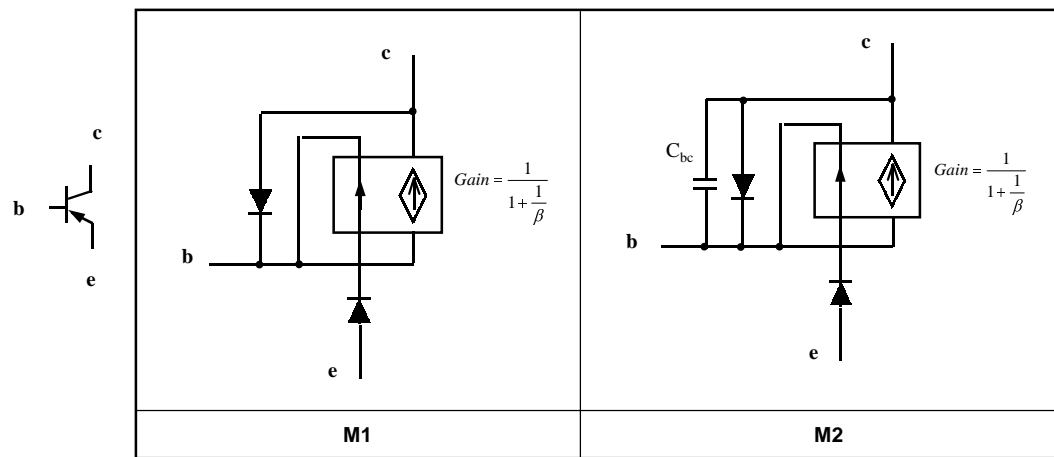 c
b
e
c
b
e
Gain = 1 / (1 + 1/β)
M1
c
C_bc
b
e
Gain = 1 / (1 + 1/β)
M2